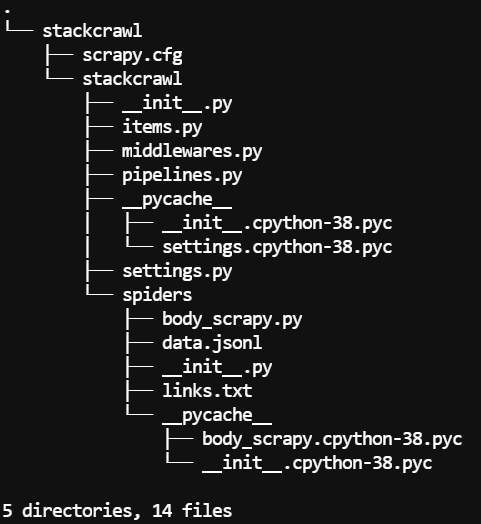 .
└── stackcrawl
    ├── scrapy.cfg
    └── stackcrawl
        ├── __init__.py
        ├── items.py
        ├── middlewares.py
        ├── pipelines.py
        ├── __pycache__
        │   ├── __init__.cpython-38.pyc
        │   └── settings.cpython-38.pyc
        ├── settings.py
        └── spiders
            ├── body_scrapy.py
            ├── data.jsonl
            ├── __init__.py
            ├── links.txt
            └── __pycache__
                ├── body_scrapy.cpython-38.pyc
                └── __init__.cpython-38.pyc

5 directories, 14 files